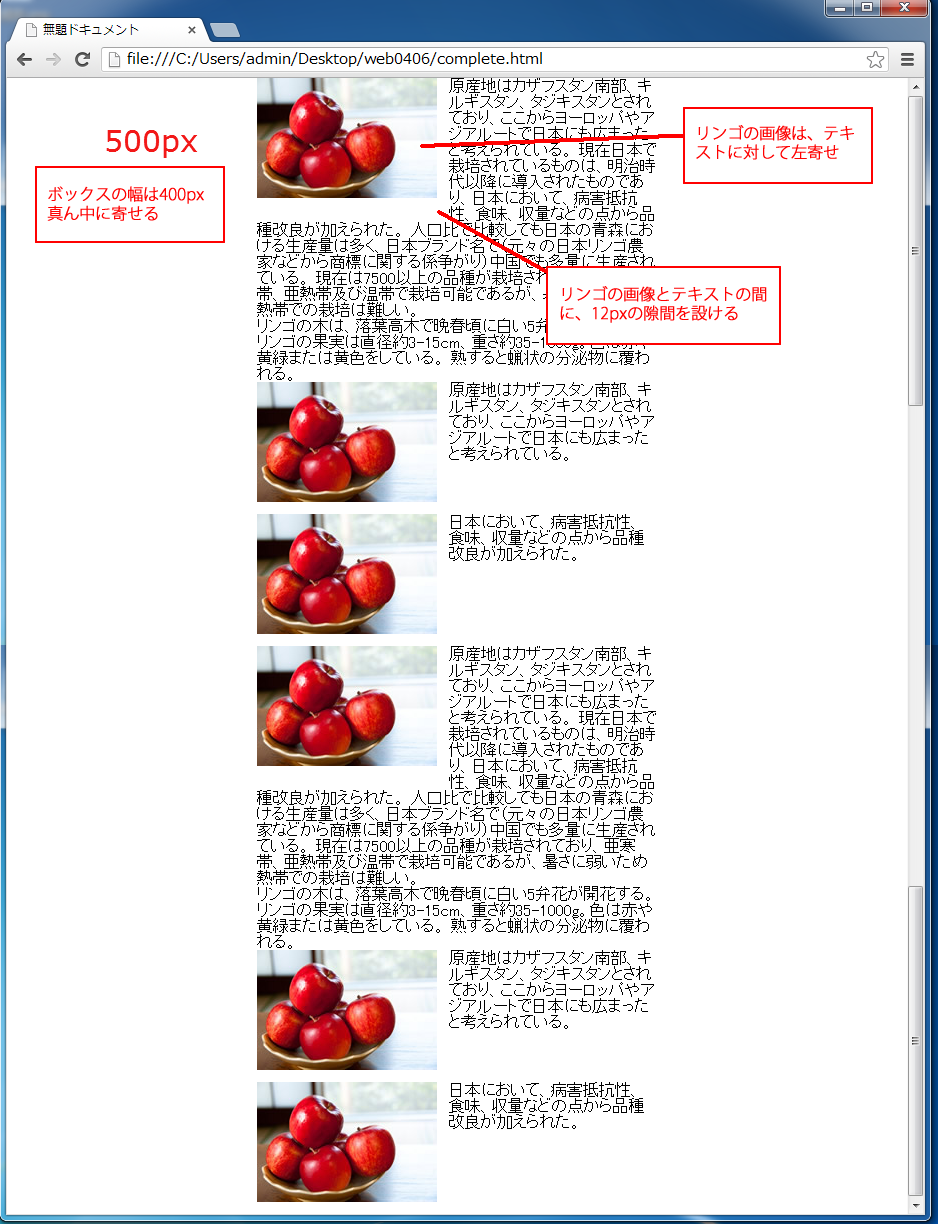 無題ドキュメント
file:///C:/Users/admin/Desktop/web0406/complete.html
500px
ボックスの幅は400px
真ん中に寄せる
リンゴの画像は、テキ
ストに対して左寄せ
リンゴの画像とテキストの間
に、12pxの隙間を設ける
原産地はカザフスタン南部、キ
ルギスタン、タジキスタンとされ
ており、ここからヨーロッパやア
ジアルートで日本にも広まった
と考えられている。現在日本で
栽培されているものは、明治時
代以降に導入されたものであ
り、日本において、病害抵抗
性、食味、収量などの点から品
種改良が加えられた。人口比で比較しても日本の青森にお
ける生産量は多く、日本ブランド名で(元々の日本リンゴ農
家などから商標に関する係争がり)中国でも多量に生産され
ている。現在は7500以上の品種が栽培され
帯、亜熱帯及び温帯で栽培可能であるが、
熱帯での栽培は難しい。
リンゴの木は、落葉高木で晩春頃に白い5弁
リンゴの果実は直径約3-15cm、重さ約35-1000g。色は赤や
黄緑または黄色をしている。熟すると蝋状の分泌物に覆わ
れる。
原産地はカザフスタン南部、キ
ルギスタン、タジキスタンとされ
ており、ここからヨーロッパやア
ジアルートで日本にも広まった
と考えられている。
日本において、病害抵抗性、
食味、収量などの点から品種
改良が加えられた。
原産地はカザフスタン南部、キ
ルギスタン、タジキスタンとされ
ており、ここからヨーロッパやア
ジアルートで日本にも広まった
と考えられている。現在日本で
栽培されているものは、明治時
代以降に導入されたものであ
り、日本において、病害抵抗
性、食味、収量などの点から品
種改良が加えられた。人口比で比較しても日本の青森にお
ける生産量は多く、日本ブランド名で(元々の日本リンゴ農
家などから商標に関する係争がり)中国でも多量に生産され
ている。現在は7500以上の品種が栽培されており、亜寒
帯、亜熱帯及び温帯で栽培可能であるが、暑さに弱いため
熱帯での栽培は難しい。
リンゴの木は、落葉高木で晩春頃に白い5弁花が開花する。
リンゴの果実は直径約3-15cm、重さ約35-1000g。色は赤や
黄緑または黄色をしている。熟すると蝋状の分泌物に覆わ
れる。
原産地はカザフスタン南部、キ
ルギスタン、タジキスタンとされ
ており、ここからヨーロッパやア
ジアルートで日本にも広まった
と考えられている。
日本において、病害抵抗性、
食味、収量などの点から品種
改良が加えられた。